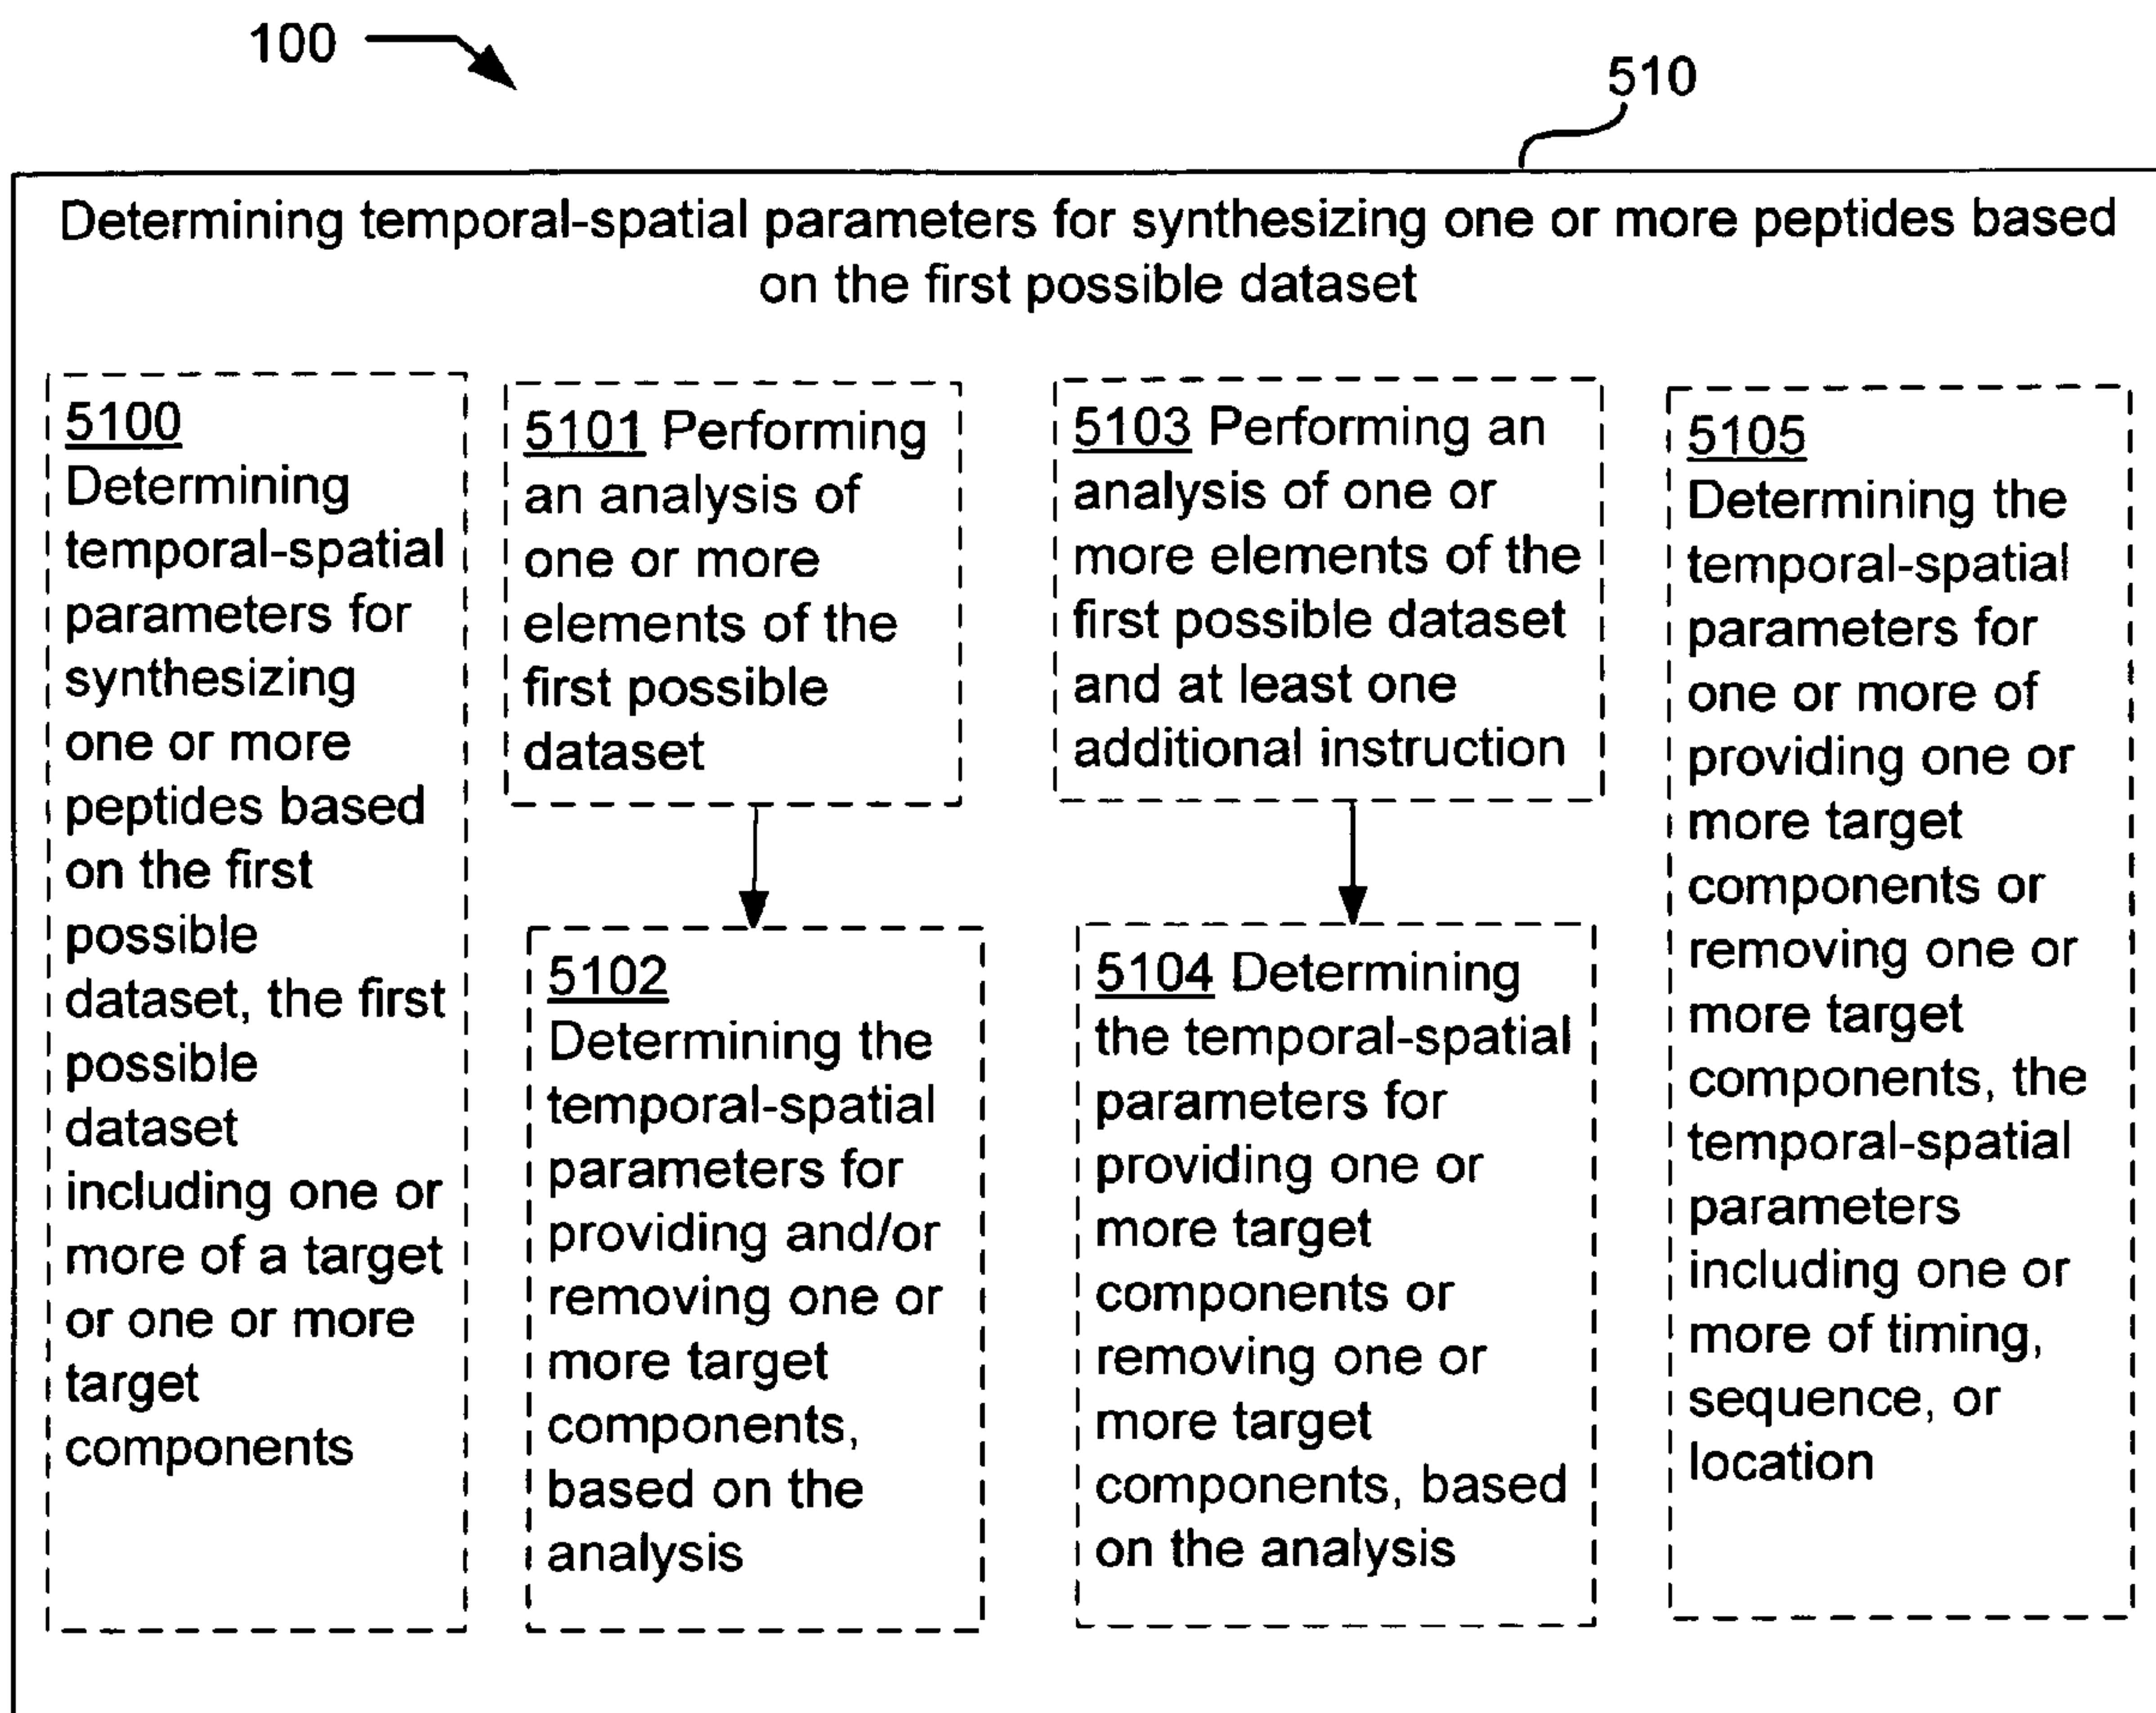 100
510
Determining temporal-spatial parameters for synthesizing one or more peptides based
on the first possible dataset
5100
Determining
temporal-spatial
parameters for
synthesizing
one or more
peptides based
on the first
possible
dataset, the first
possible
dataset
including one or
more of a target
or one or more
target
components
5101 Performing
an analysis of
one or more
elements of the
first possible
dataset
5102
Determining the
temporal-spatial
parameters for
providing and/or
removing one or
more target
components,
based on the
analysis
5103 Performing an
analysis of one or
more elements of the
first possible dataset
and at least one
additional instruction
5104 Determining
the temporal-spatial
parameters for
providing one or
more target
components or
removing one or
more target
components, based
on the analysis
5105
Determining the
temporal-spatial
parameters for
one or more of
providing one or
more target
components or
removing one or
more target
components, the
temporal-spatial
parameters
including one or
more of timing,
sequence, or
location